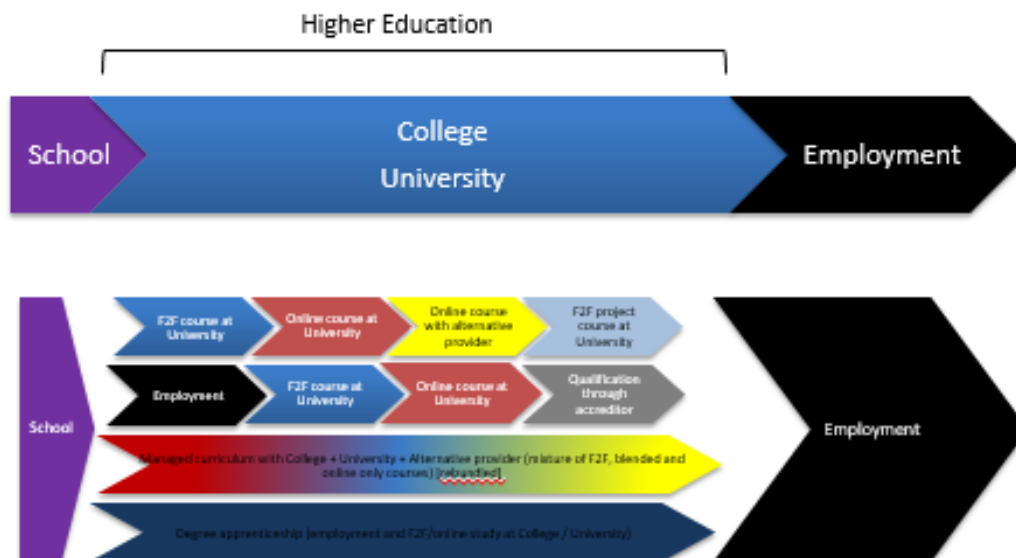 Higher Education
School
College
University
Employment
F2F course at
University
Online course at
University
Online course
with alternative
provider
F2F project
course at
University
Employment
F2F course at
University
Online course at
University
Qualification
through
accreditor
School
Employment
Managed curriculum with College + University + Alternative provider (mixture of F2F, blended and
online only courses) [rebundled]
Degree apprenticeship (employment and F2F/online study at College / University)